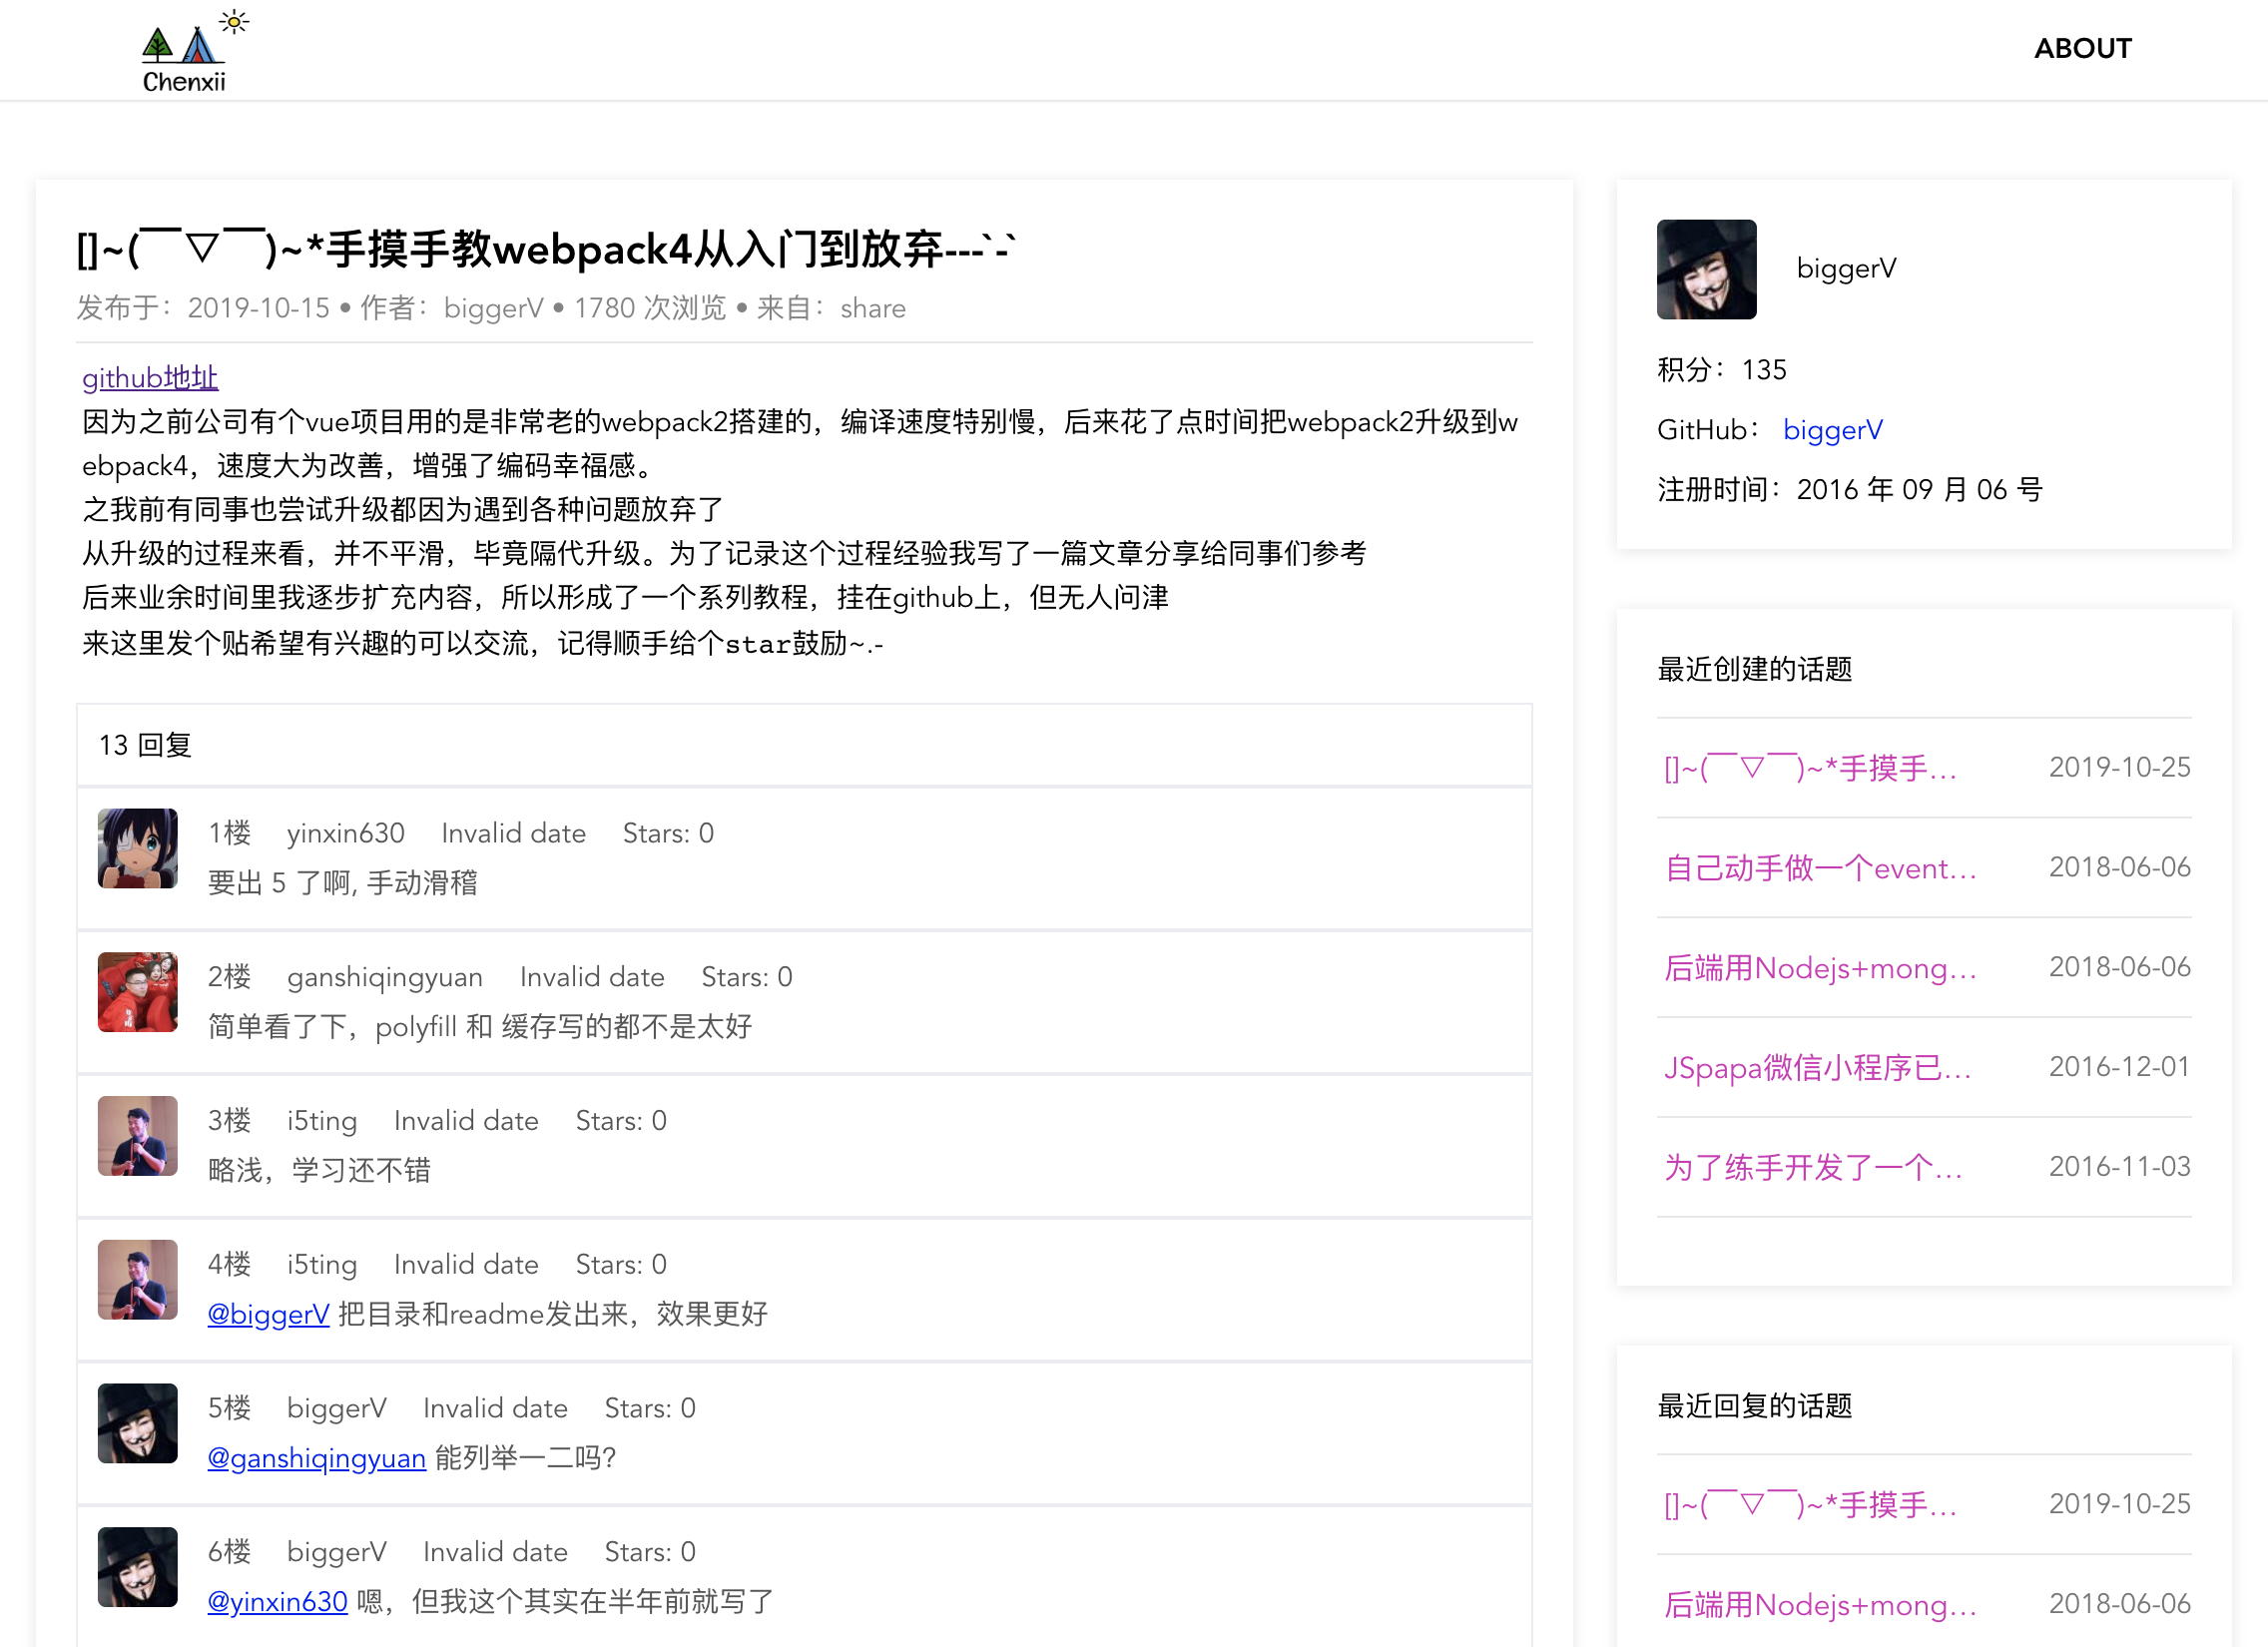 Chenxii
ABOUT
[]~(￣▽￣)~*手摸手教webpack4从入门到放弃---`-`
发布于：2019-10-15 • 作者：biggerV • 1780 次浏览 • 来自：share
github地址
因为之前公司有个vue项目用的是非常老的webpack2搭建的，编译速度特别慢，后来花了点时间把webpack2升级到w
ebpack4，速度大为改善，增强了编码幸福感。
之我前有同事也尝试升级都因为遇到各种问题放弃了
从升级的过程来看，并不平滑，毕竟隔代升级。为了记录这个过程经验我写了一篇文章分享给同事们参考
后来业余时间里我逐步扩充内容，所以形成了一个系列教程，挂在github上，但无人问津
来这里发个贴希望有兴趣的可以交流，记得顺手给个star鼓励~.-
13 回复
1楼 yinxin630 Invalid date Stars: 0
要出 5 了啊, 手动滑稽
2楼 ganshiqingyuan Invalid date Stars: 0
简单看了下，polyfill 和 缓存写的都不是太好
3楼 i5ting Invalid date Stars: 0
略浅，学习还不错
4楼 i5ting Invalid date Stars: 0
@biggerV 把目录和readme发出来，效果更好
5楼 biggerV Invalid date Stars: 0
@ganshiqingyuan 能列举一二吗?
6楼 biggerV Invalid date Stars: 0
@yinxin630 嗯，但我这个其实在半年前就写了
biggerV
积分：135
GitHub： biggerV
注册时间：2016 年 09 月 06 号
最近创建的话题
[]~(￣▽￣)~*手摸手... 2019-10-25
自己动手做一个event... 2018-06-06
后端用Nodejs+mong... 2018-06-06
JSpapa微信小程序已... 2016-12-01
为了练手开发了一个... 2016-11-03
最近回复的话题
[]~(￣▽￣)~*手摸手... 2019-10-25
后端用Nodejs+mong... 2018-06-06